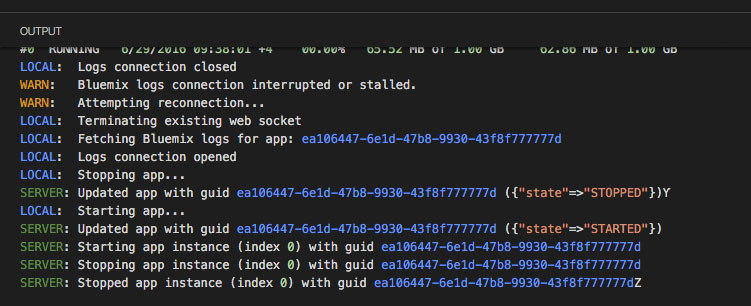 OUTPUT
#0 RUNNING 6/29/2016 09:38:01 +4 00.00% 65.52 MB of 1.00 GB 62.86 MB of 1.00 GB
LOCAL: Logs connection closed
WARN: Bluemix logs connection interrupted or stalled.
WARN: Attempting reconnection...
LOCAL: Terminating existing web socket
LOCAL: Fetching Bluemix logs for app: ea106447-6e1d-47b8-9930-43f8f777777d
LOCAL: Logs connection opened
LOCAL: Stopping app...
SERVER: Updated app with guid ea106447-6e1d-47b8-9930-43f8f777777d ({"state"=>"STOPPED"})Y
LOCAL: Starting app...
SERVER: Updated app with guid ea106447-6e1d-47b8-9930-43f8f777777d ({"state"=>"STARTED"})
SERVER: Starting app instance (index 0) with guid ea106447-6e1d-47b8-9930-43f8f777777d
SERVER: Stopping app instance (index 0) with guid ea106447-6e1d-47b8-9930-43f8f777777d
SERVER: Stopped app instance (index 0) with guid ea106447-6e1d-47b8-9930-43f8f777777dZ